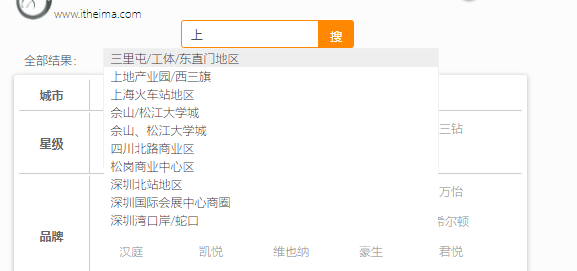 www.itheima.com
上
搜
全部结果:
三里屯/工体/东直门地区
城市
上地产业园/西三旗
上海火车站地区
佘山/松江大学城
佘山、松江大学城
三钻
星级
四川北路商业区
松岗商业中心区
深圳北站地区
万怡
深圳国际会展中心商圈
深圳湾口岸/蛇口
希尔顿
品牌
汉庭
凯悦
维也纳
豪生
君悦